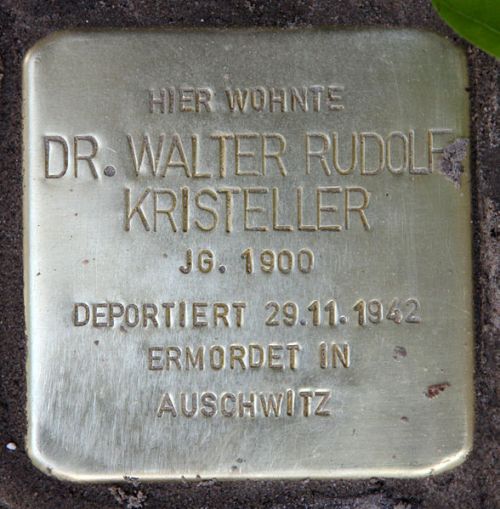 HIER WOHNTE
DR. WALTER RUDOLF
KRISTELLER
JG. 1900
DEPORTIERT 29.11.1942
ERMORDET IN
AUSCHWITZ